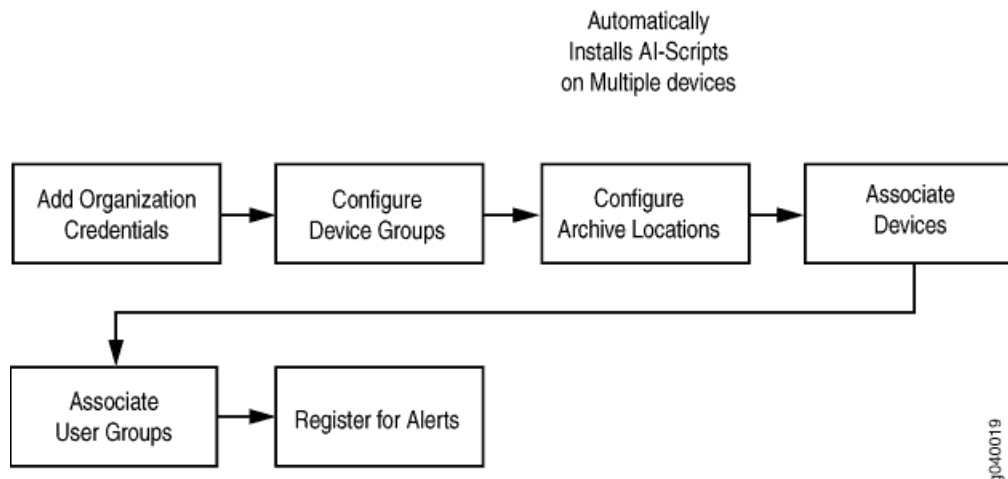 Automatically
Installs AI-Scripts
on Multiple devices
Add Organization
Credentials
Configure
Device Groups
Configure
Archive Locations
Associate
Devices
Associate
User Groups
Register for Alerts
g040019